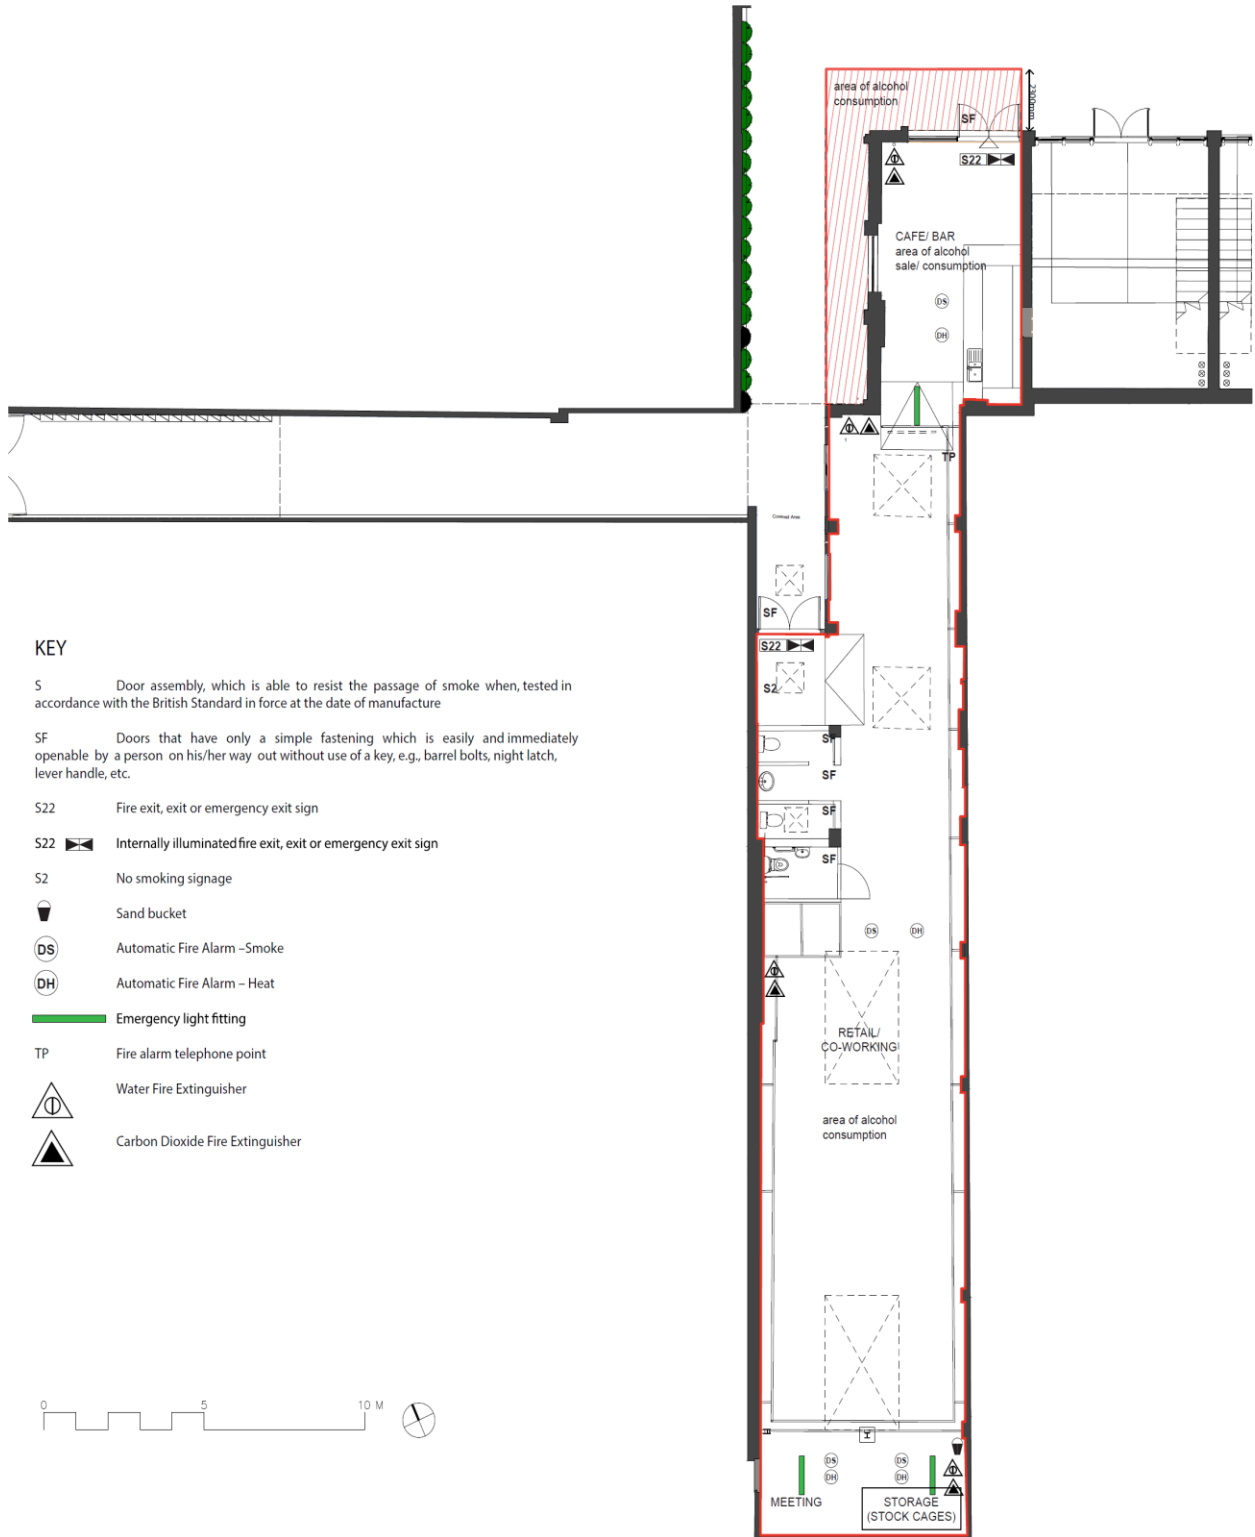 area of alcohol
consumption
2300mm
SF
S22
CAFE/ BAR
area of alcohol
sale/ consumption
DS
DH
TP
Comunal Area
SF
S22
S2
SF
SF
SF
SF
DS
DH
RETAIL/
CO-WORKING
area of alcohol
consumption
DS
DH
DS
DH
MEETING
STORAGE
(STOCK CAGES)
KEY
S Door assembly, which is able to resist the passage of smoke when, tested in
accordance with the British Standard in force at the date of manufacture
SF Doors that have only a simple fastening which is easily and immediately
openable by a person on his/her way out without use of a key, e.g., barrel bolts, night latch,
lever handle, etc.
S22 Fire exit, exit or emergency exit sign
S22 Internally illuminated fire exit, exit or emergency exit sign
S2 No smoking signage
Sand bucket
DS Automatic Fire Alarm –Smoke
DH Automatic Fire Alarm – Heat
Emergency light fitting
TP Fire alarm telephone point
Water Fire Extinguisher
Carbon Dioxide Fire Extinguisher
0 5 10 M